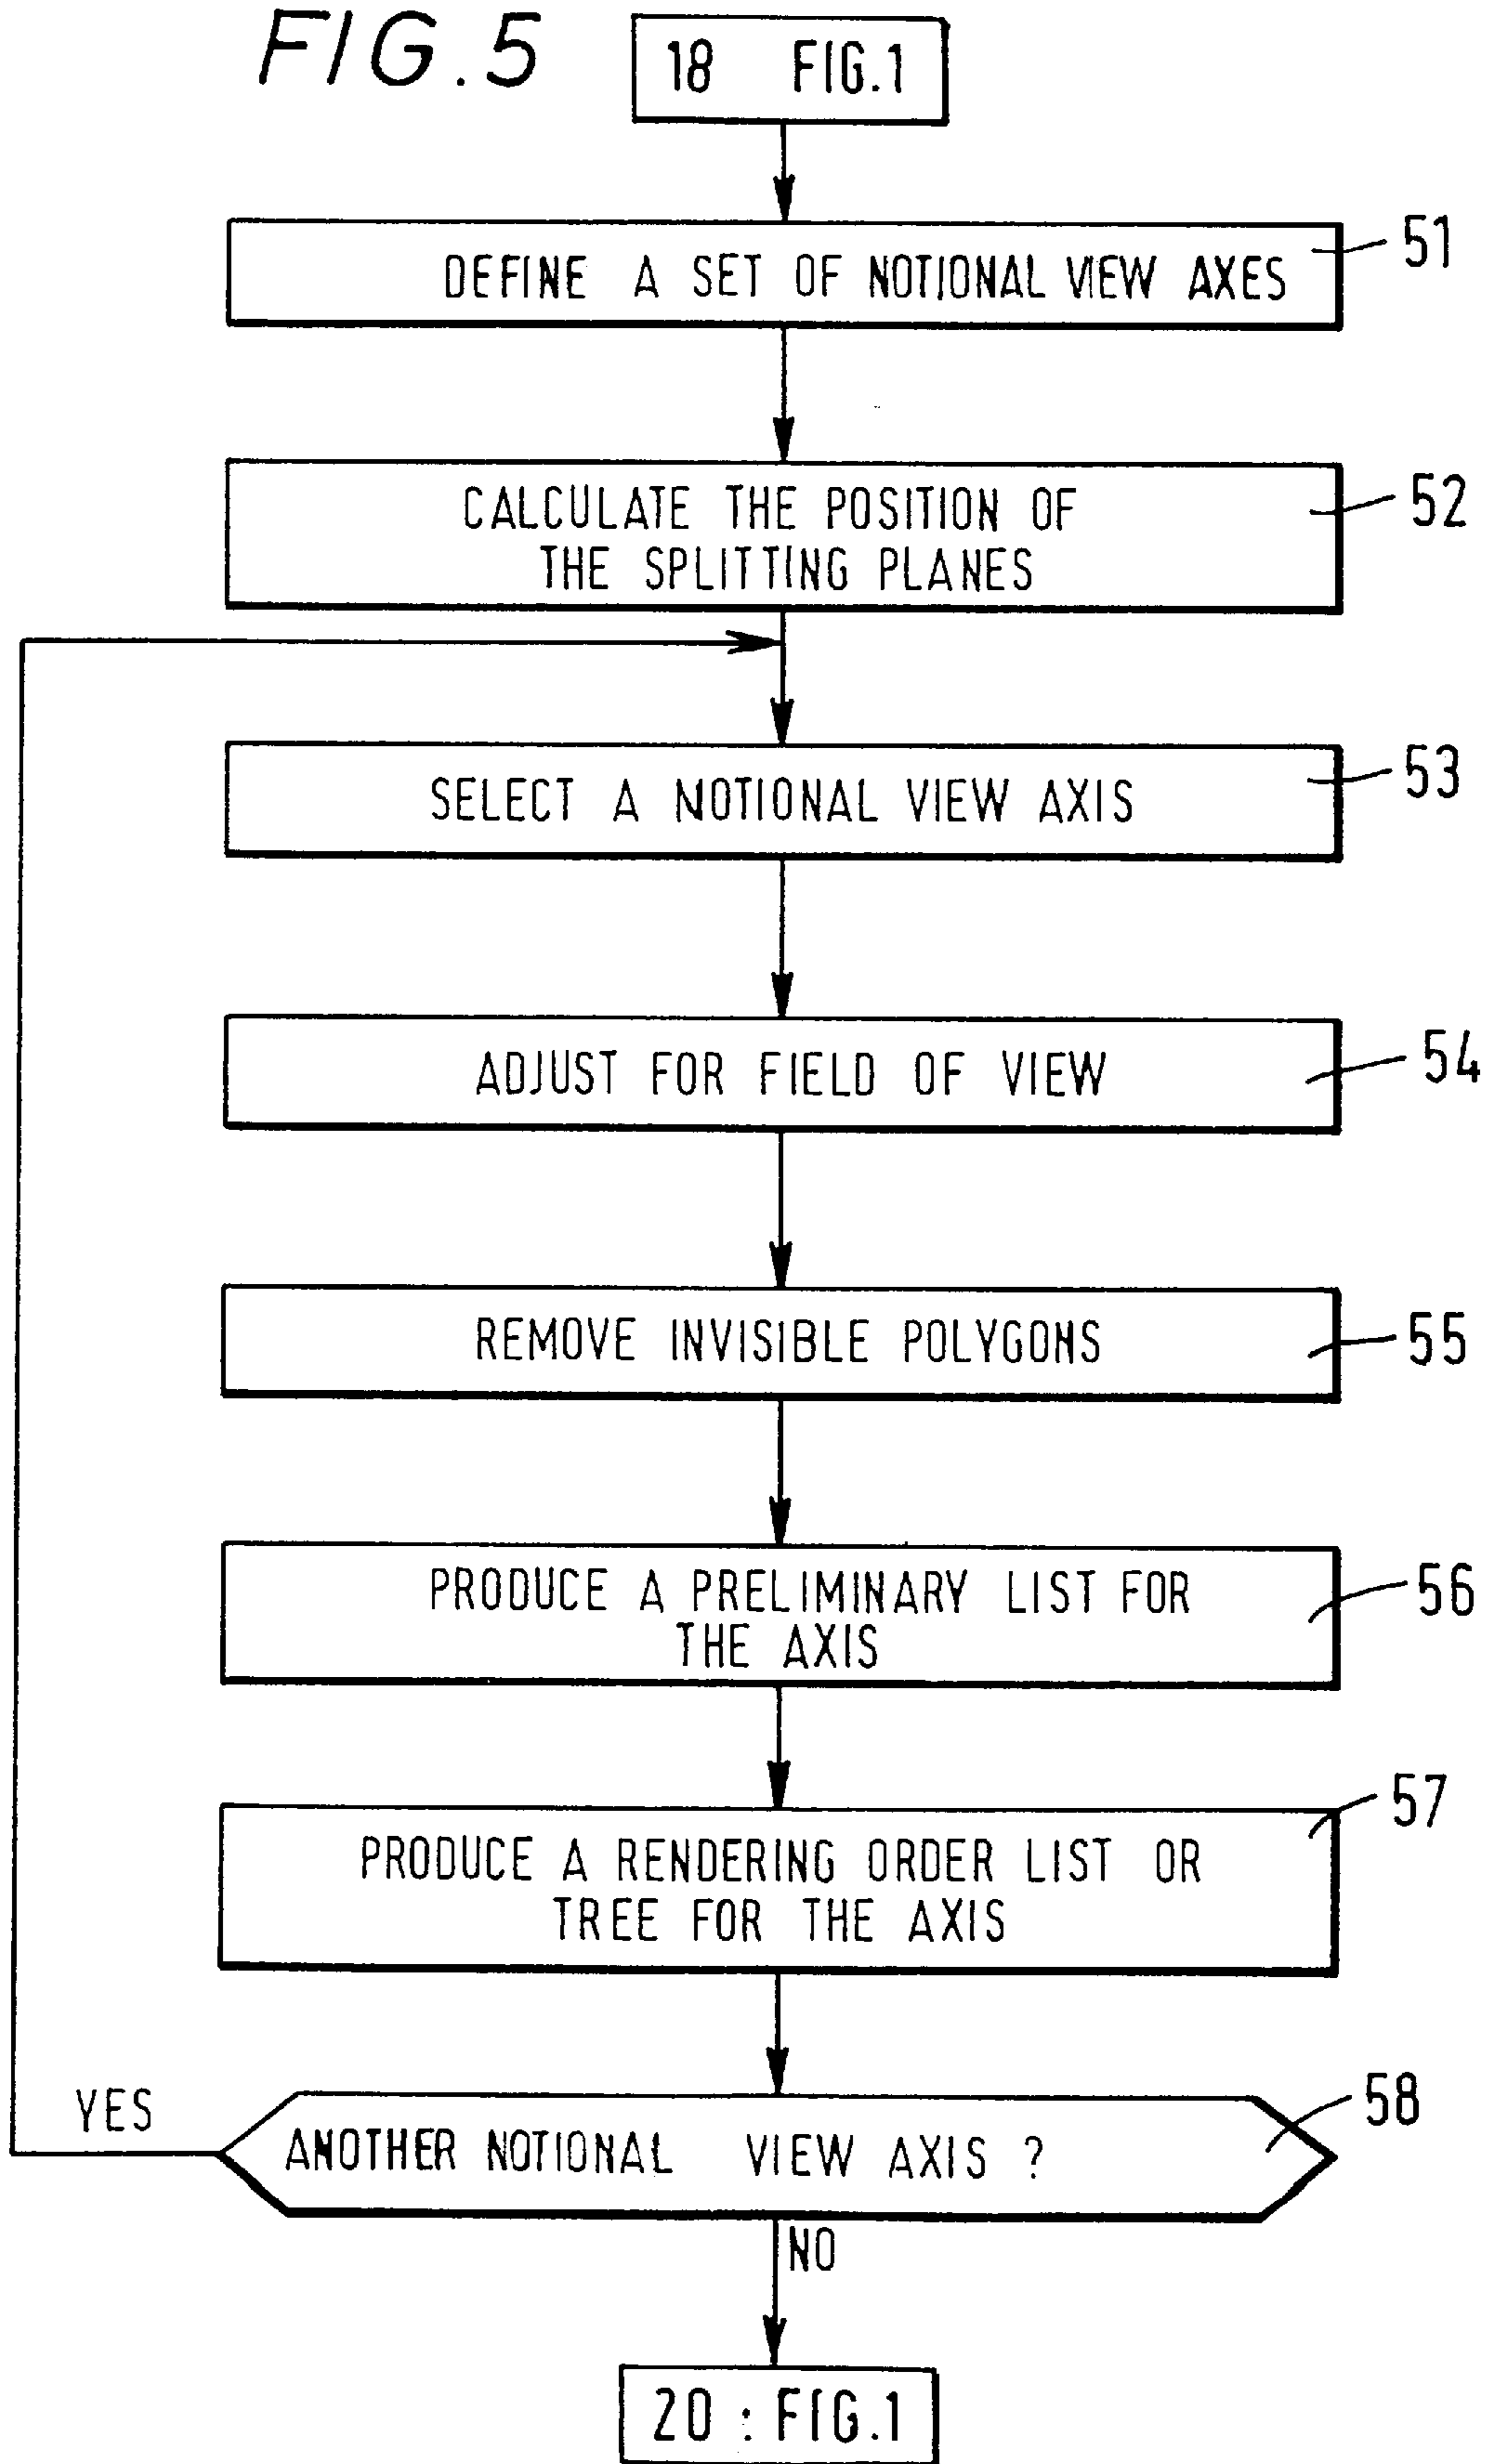 FIG. 5
18 FIG.1
51
DEFINE A SET OF NOTIONAL VIEW AXES
52
CALCULATE THE POSITION OF
THE SPLITTING PLANES
53
SELECT A NOTIONAL VIEW AXIS
54
ADJUST FOR FIELD OF VIEW
55
REMOVE INVISIBLE POLYGONS
56
PRODUCE A PRELIMINARY LIST FOR
THE AXIS
57
PRODUCE A RENDERING ORDER LIST OR
TREE FOR THE AXIS
58
YES
ANOTHER NOTIONAL VIEW AXIS ?
NO
20 : FIG.1